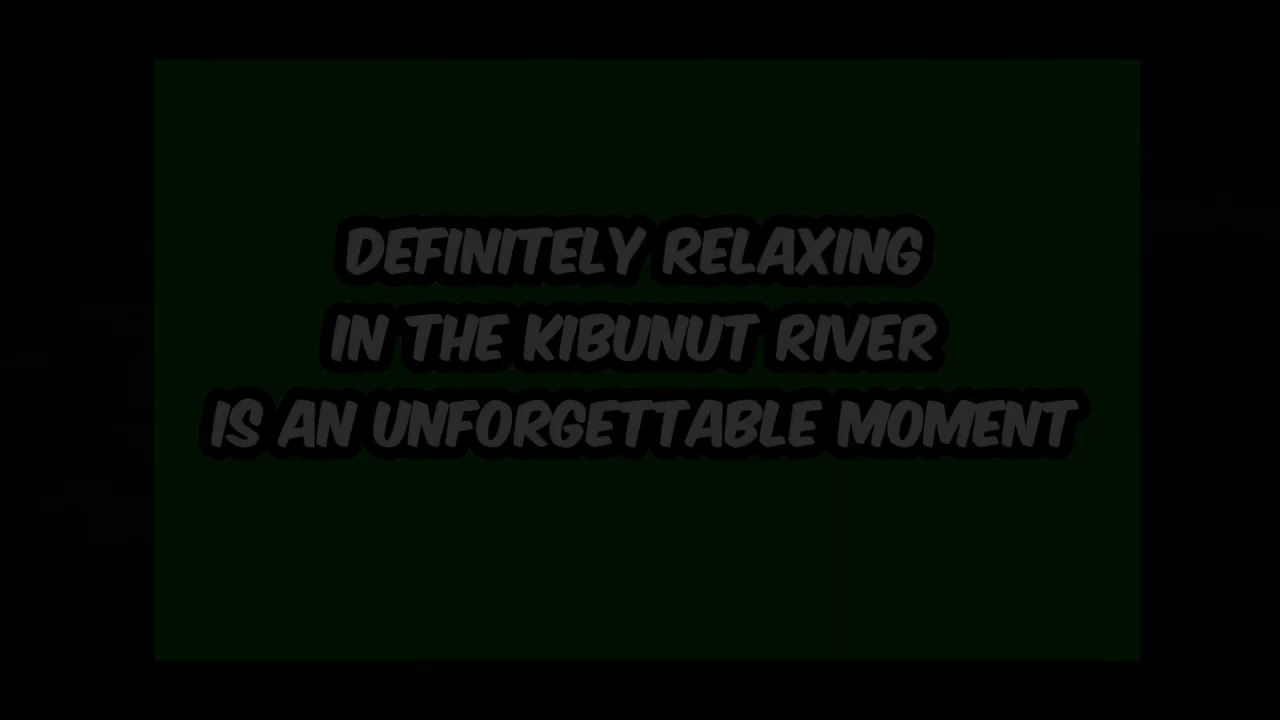 DEFINITELY RELAXING
IN THE KIBUNUT RIVER
IS AN UNFORGETTABLE MOMENT